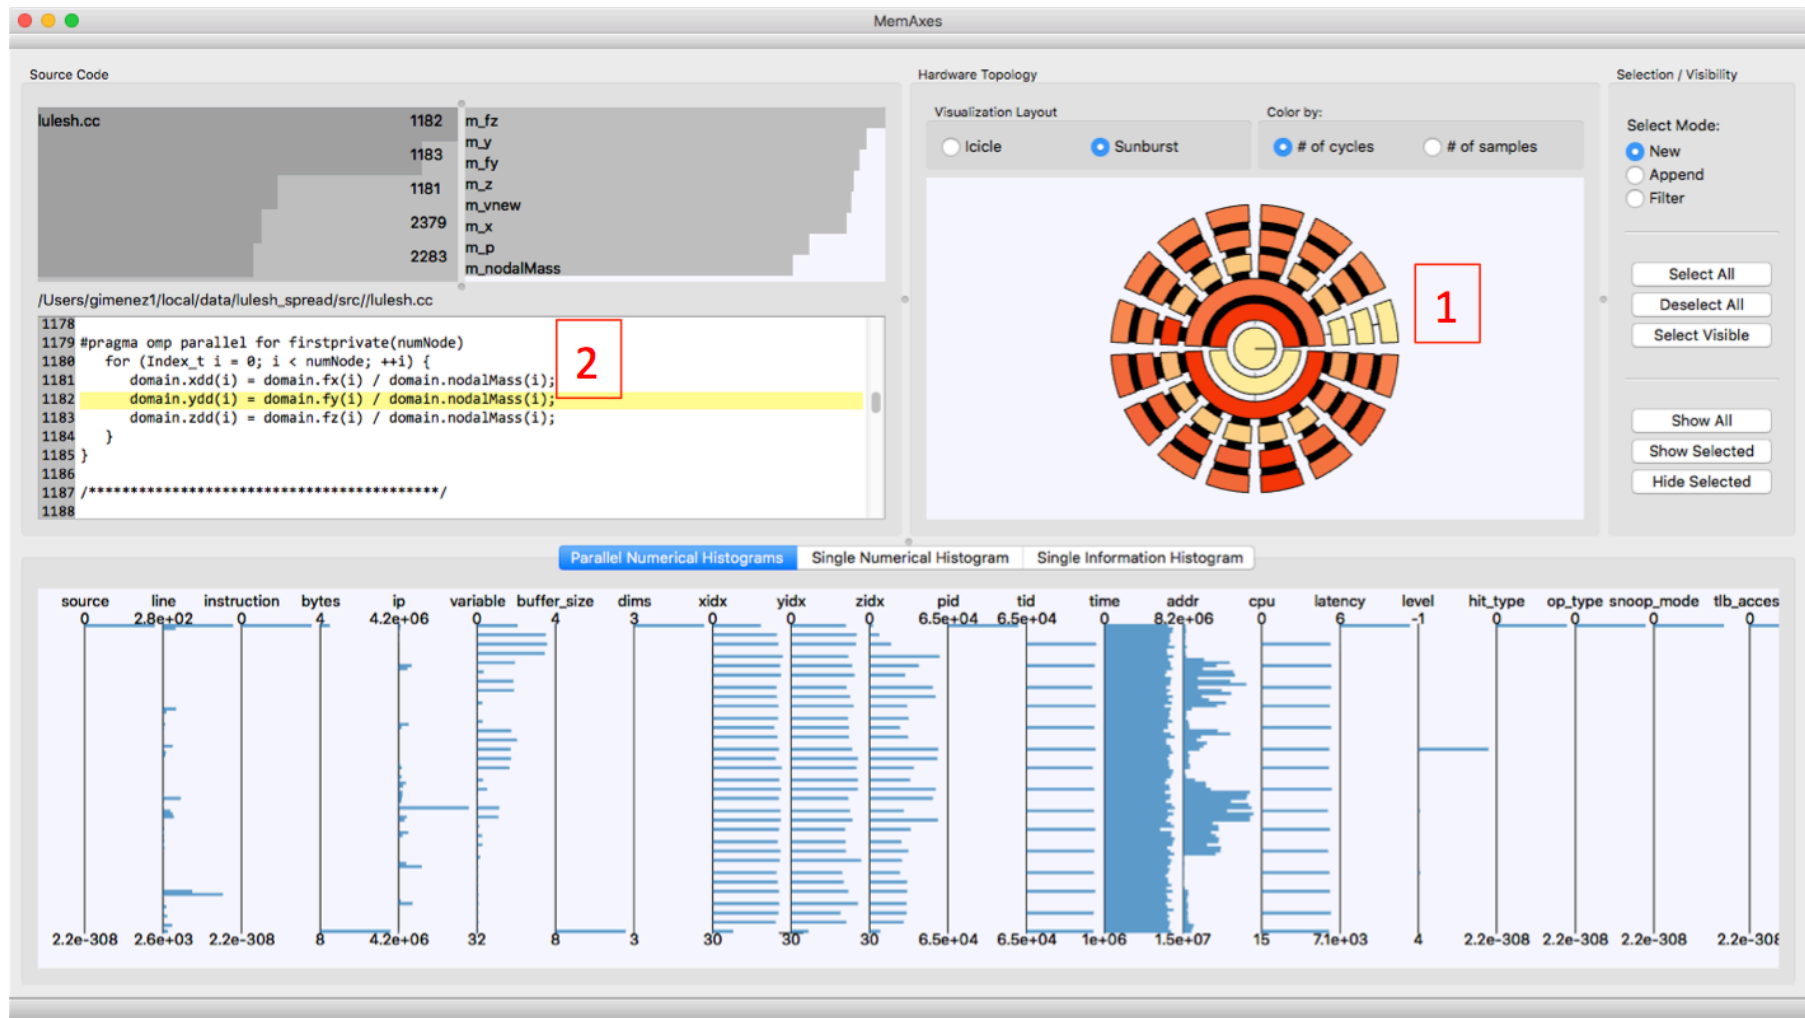 MemAxes
Source Code
lulesh.cc
1182
1183
1181
2379
2283
m_fz
m_y
m_fy
m_z
m_vnew
m_x
m_p
m_nodalMass
/Users/gimenez1/local/data/lulesh_spread/src//lulesh.cc
1178
1179 #pragma omp parallel for firstprivate(numNode)
1180 for (Index_t i = 0; i < numNode; ++i) {
1181 domain.xdd(i) = domain.fx(i) / domain.nodalMass(i);
1182 domain.ydd(i) = domain.fy(i) / domain.nodalMass(i);
1183 domain.zdd(i) = domain.fz(i) / domain.nodalMass(i);
1184 }
1185 }
1186
1187 /******************************************/
1188
2
Hardware Topology
Visualization Layout
Icicle
Sunburst
Color by:
# of cycles
# of samples
1
Selection / Visibility
Select Mode:
New
Append
Filter
Select All
Deselect All
Select Visible
Show All
Show Selected
Hide Selected
Parallel Numerical Histograms
Single Numerical Histogram
Single Information Histogram
source line instruction bytes ip variable buffer_size dims xidx yidx zidx pid tid time addr cpu latency level hit_type op_type snoop_mode tlb_acces
0 2.8e+02 0 4 4.2e+06 0 4 3 0 0 0 6.5e+04 6.5e+04 0 8.2e+06 0 6 -1 0 0 0 0
2.2e-308 2.6e+03 2.2e-308 8 4.2e+06 32 8 3 30 30 30 6.5e+04 6.5e+04 1e+06 1.5e+07 15 7.1e+03 4 2.2e-308 2.2e-308 2.2e-308 2.2e-308